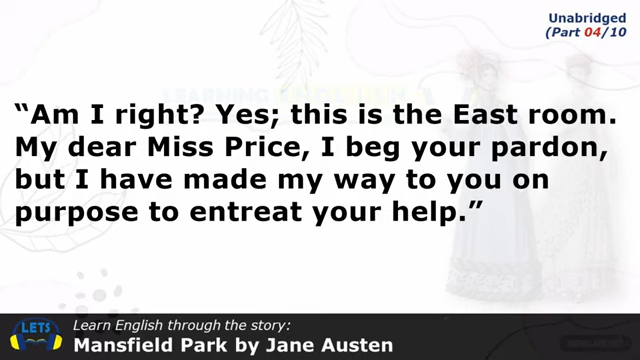 Unabridged
(Part 04/10
“Am I right? Yes; this is the East room.
My dear Miss Price, I beg your pardon,
but I have made my way to you on
purpose to entreat your help.”
LETS
Learn English through the story:
Mansfield Park by Jane Austen